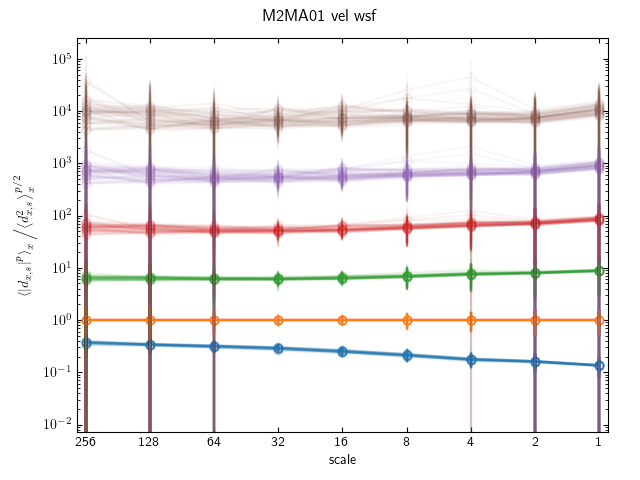 M2MA01 vel wsf
⟨|d_{x,s}|^p⟩_x / ⟨d^2_{x,s}⟩_x^{p/2}
10^5
10^4
10^3
10^2
10^1
10^0
10^{-1}
10^{-2}
256 128 64 32 16 8 4 2 1
scale